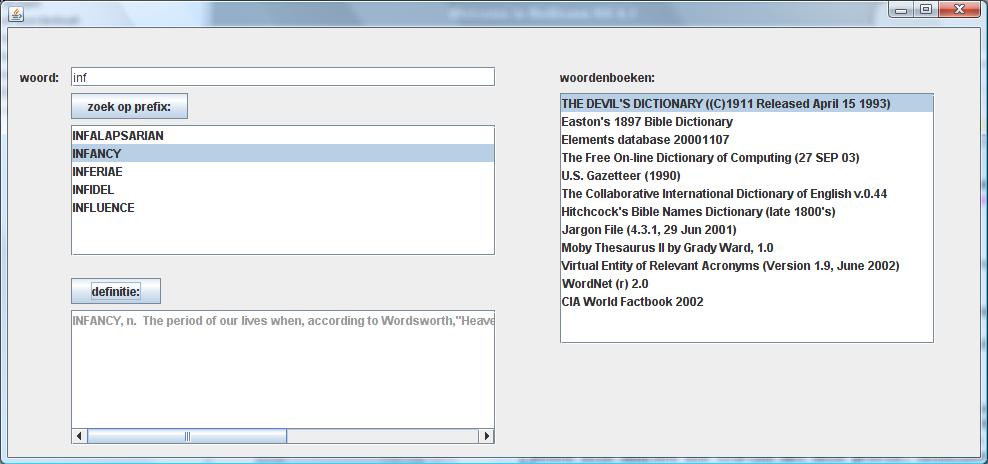 woord:
inf
zoek op prefix:
INFALAPSARIAN
INFANCY
INFERIAE
INFIDEL
INFLUENCE
definitie:
INFANCY, n.  The period of our lives when, according to Wordsworth,"Heave
woordenboeken:
THE DEVIL'S DICTIONARY ((C)1911 Released April 15 1993)
Easton's 1897 Bible Dictionary
Elements database 20001107
The Free On-line Dictionary of Computing (27 SEP 03)
U.S. Gazetteer (1990)
The Collaborative International Dictionary of English v.0.44
Hitchcock's Bible Names Dictionary (late 1800's)
Jargon File (4.3.1, 29 Jun 2001)
Moby Thesaurus II by Grady Ward, 1.0
Virtual Entity of Relevant Acronyms (Version 1.9, June 2002)
WordNet (r) 2.0
CIA World Factbook 2002